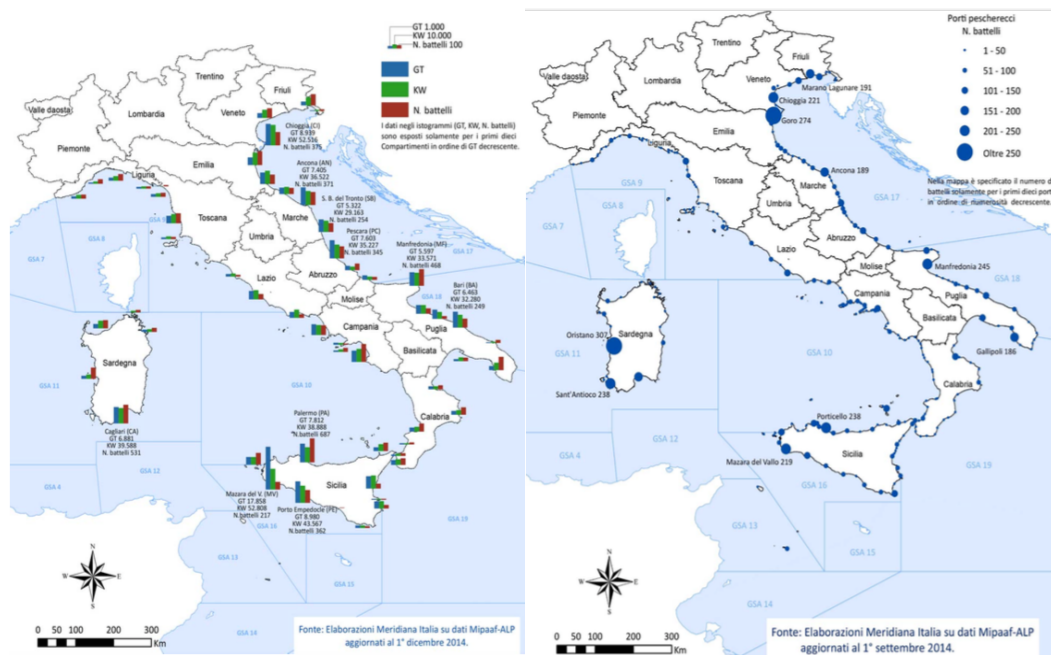 GT 1.000
KW 10.000
N. battelli 100
GT
KW
N. battelli
I dati negli istogrammi (GT, KW, N. battelli)
sono esposti solamente per i primi dieci
Compartimenti in ordine di GT decrescente.
Trentino
Friuli
Valle daosta
Lombardia
Veneto
Piemonte
Emilia
Liguria
Toscana
Marche
Umbria
Lazio
Abruzzo
Molise
Campania
Puglia
Basilicata
Calabria
Sardegna
Sicilia
Chioggia (CI)
GT 8.939
KW 52.516
N. battelli 375
Ancona (AN)
GT 7.405
KW 36.522
N. battelli 371
S. B. del Tronto (SB)
GT 5.322
KW 29.163
N. battelli 254
Pescara (PC)
GT 7.603
KW 35.227
N. battelli 345
Manfredonia (MF)
GT 5.597
KW 33.571
N. battelli 468
Bari (BA)
GT 6.463
KW 32.280
N. battelli 249
Cagliari (CA)
GT 6.881
KW 39.588
N. battelli 531
Palermo (PA)
GT 7.812
KW 38.888
N.battelli 687
Mazara del V. (MV)
GT 17.858
KW 52.808
N. battelli 217
Porto Empedocle (PE)
GT 8.980
KW 43.567
N. battelli 362
GSA 7
GSA 8
GSA 17
GSA 18
GSA 11
GSA 10
GSA 12
GSA 4
GSA 16
GSA 19
GSA 13
GSA 15
GSA 14
N
W
E
S
0 50 100 200 300
Km
Fonte: Elaborazioni Meridiana Italia su dati Mipaaf-ALP
aggiornati al 1° dicembre 2014.
Porti pescherecci
N. battelli
1 - 50
51 - 100
101 - 150
151 - 200
201 - 250
Oltre 250
Nella mappa è specificato il numero d
battelli solamente per i primi dieci port
in ordine di numerosità decrescente.
Trentino
Friuli
Valle daosta
Lombardia
Veneto
Piemonte
Emilia
Liguria
Toscana
Marche
Umbria
Lazio
Abruzzo
Molise
Campania
Puglia
Basilicata
Calabria
Sardegna
Sicilia
Marano Lagunare 191
Chioggia 221
Goro 274
Ancona 189
Manfredonia 245
Gallipoli 186
Oristano 307
Sant'Antioco 238
Porticello 238
Mazara del Vallo 219
GSA 9
GSA 8
GSA 7
GSA 17
GSA 18
GSA 11
GSA 10
GSA 12
GSA 4
GSA 16
GSA 19
GSA 13
GSA 15
GSA 14
N
W
E
S
0 50 100 200 300
Km
Fonte: Elaborazioni Meridiana Italia su dati Mipaaf-ALP
aggiornati al 1° settembre 2014.